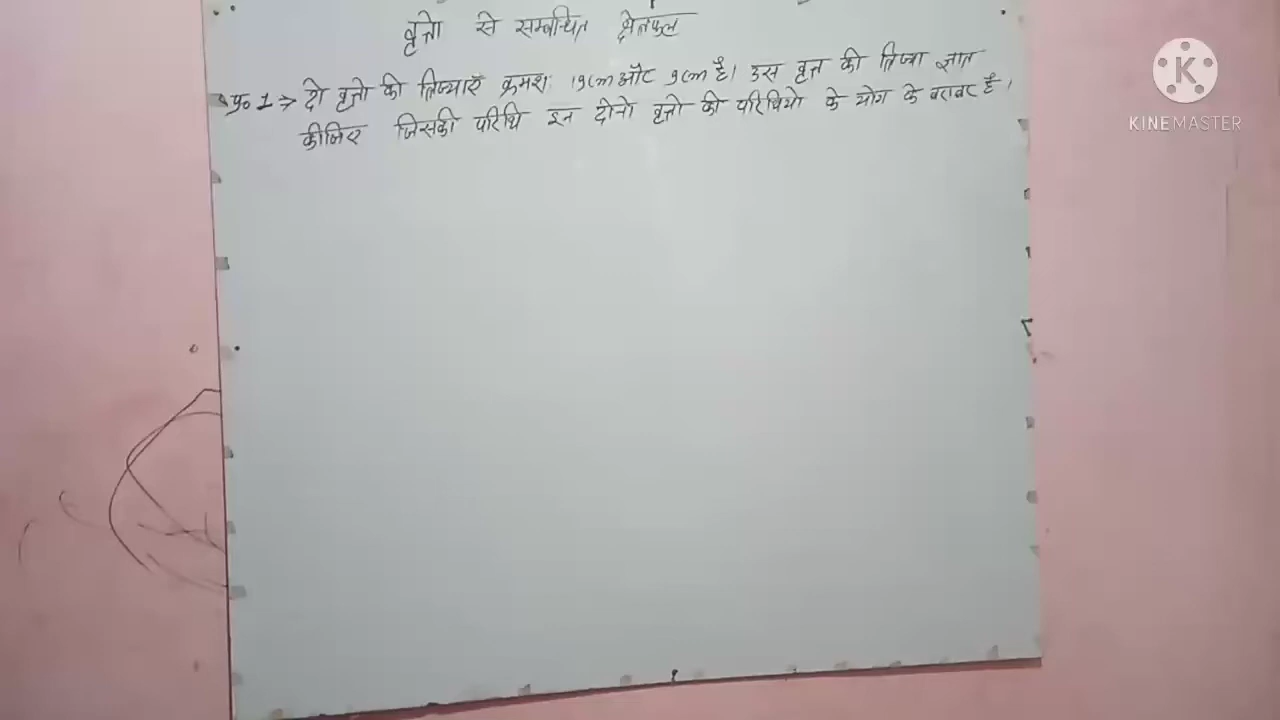 वृत्तो से सम्बन्धित क्षेत्रफल
प्र० 1 → दो वृत्तो की त्रिज्याएँ क्रमशः 19cm और 9cm है। उस वृत्त की त्रिज्या ज्ञात
कीजिए जिसकी परिधि इन दोनो वृत्तो की परिधियो के योग के बराबर है।
KINEMASTER